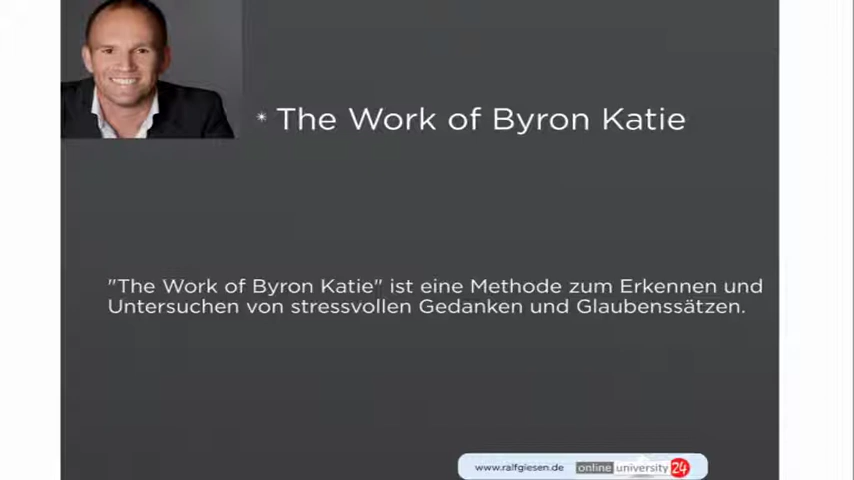 * The Work of Byron Katie
"The Work of Byron Katie" ist eine Methode zum Erkennen und
Untersuchen von stressvollen Gedanken und Glaubenssätzen.
www.ralfgiesen.de online university 24